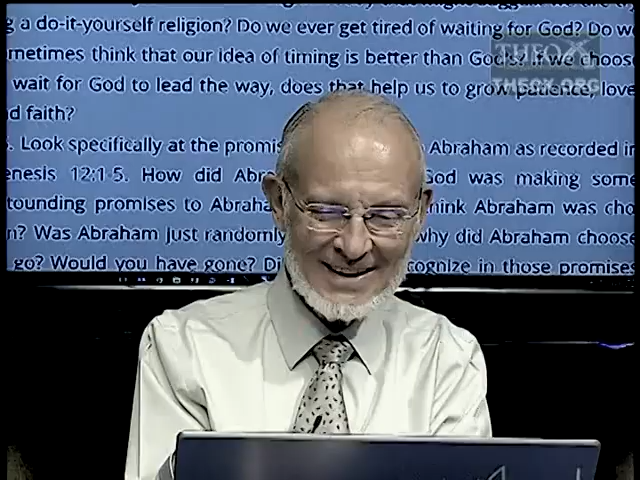 g a do-it-yourself religion? Do we ever get tired of waiting for God? Do we
metimes think that our idea of timing is better than God's? If we choose
wait for God to lead the way, does that help us to grow patience, love
d faith?
. Look specifically at the promis Abraham as recorded in
enesis 12:1-5. How did Abr God was making some
tounding promises to Abraha ink Abraham was cho
n? Was Abraham just randomly why did Abraham choose
go? Would you have gone? Di cognize in those promises
THEOX
THEOX.ORG